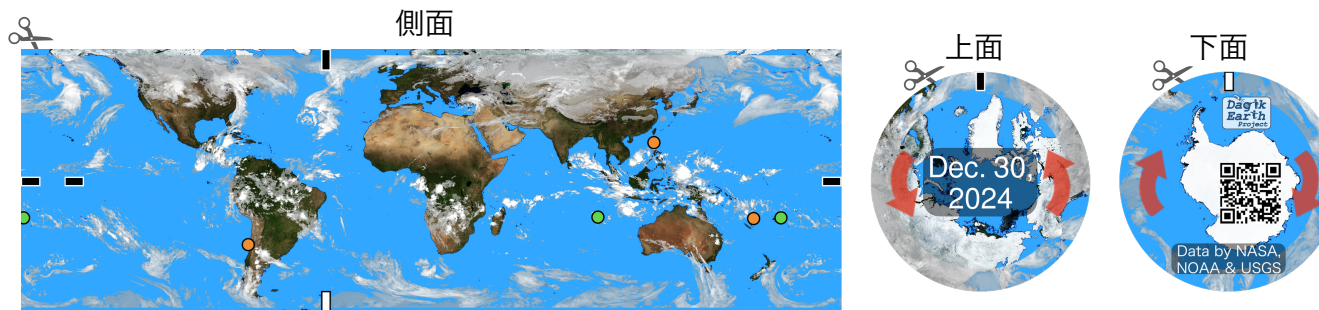 側面
上面
下面
Dec. 30,
2024
Dagik
Earth
Project
Data by NASA,
NOAA & USGS